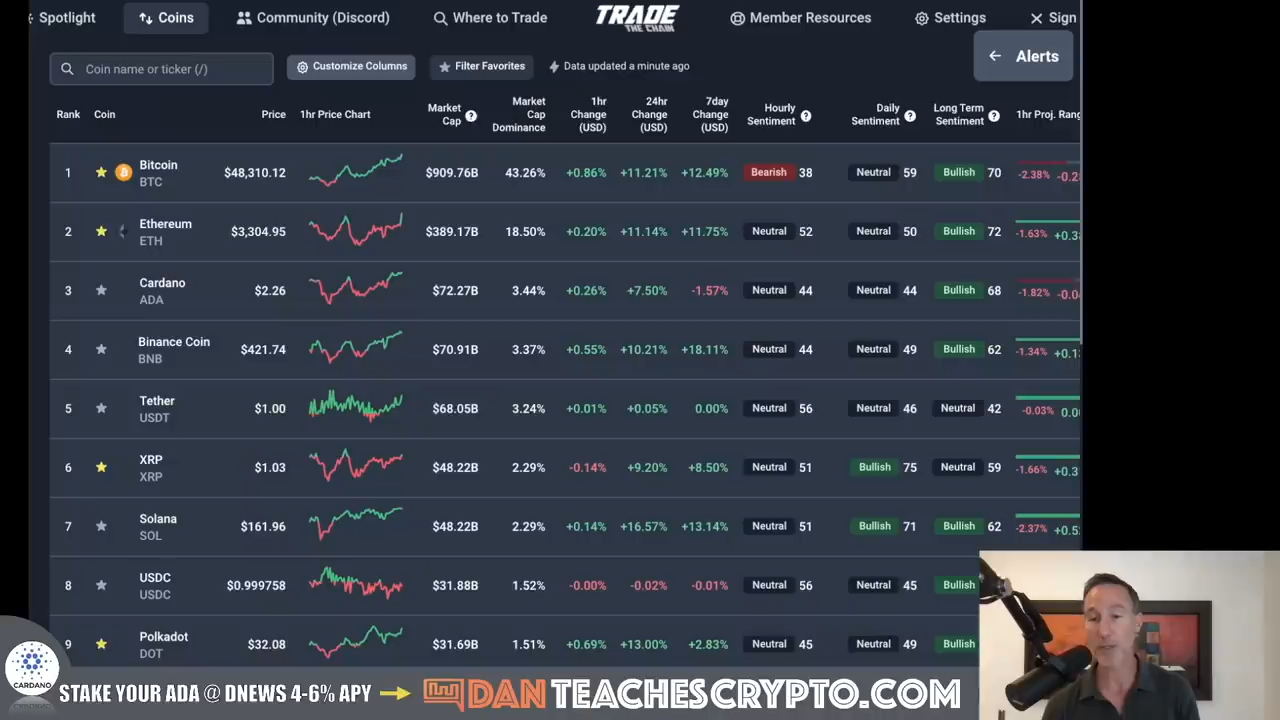 Spotlight
Coins
Community (Discord)
Where to Trade
TRADE
THE CHAIN
Member Resources
Settings
Sign
Coin name or ticker (/)
Customize Columns
Filter Favorites
Data updated a minute ago
Alerts
Rank Coin Price 1hr Price Chart Market Cap ? Market Cap Dominance 1hr Change (USD) 24hr Change (USD) 7day Change (USD) Hourly Sentiment ? Daily Sentiment ? Long Term Sentiment ? 1hr Proj. Rang
1 Bitcoin BTC $48,310.12 $909.76B 43.26% +0.86% +11.21% +12.49% Bearish 38 Neutral 59 Bullish 70 -2.38% -0.2
2 Ethereum ETH $3,304.95 $389.17B 18.50% +0.20% +11.14% +11.75% Neutral 52 Neutral 50 Bullish 72 -1.63% +0.3
3 Cardano ADA $2.26 $72.27B 3.44% +0.26% +7.50% -1.57% Neutral 44 Neutral 44 Bullish 68 -1.82% -0.0
4 Binance Coin BNB $421.74 $70.91B 3.37% +0.55% +10.21% +18.11% Neutral 44 Neutral 49 Bullish 62 -1.34% +0.1
5 Tether USDT $1.00 $68.05B 3.24% +0.01% +0.05% 0.00% Neutral 56 Neutral 46 Neutral 42 -0.03% 0.0
6 XRP XRP $1.03 $48.22B 2.29% -0.14% +9.20% +8.50% Neutral 51 Bullish 75 Neutral 59 -1.66% +0.3
7 Solana SOL $161.96 $48.22B 2.29% +0.14% +16.57% +13.14% Neutral 51 Bullish 71 Bullish 62 -2.37% +0.5
8 USDC USDC $0.999758 $31.88B 1.52% -0.00% -0.02% -0.01% Neutral 56 Neutral 45 Bullish
9 Polkadot DOT $32.08 $31.69B 1.51% +0.69% +13.00% +2.83% Neutral 45 Neutral 49 Bullish
CARDANO
STAKE YOUR ADA @ DNEWS 4-6% APY
DANTEACHESCRYPTO.COM